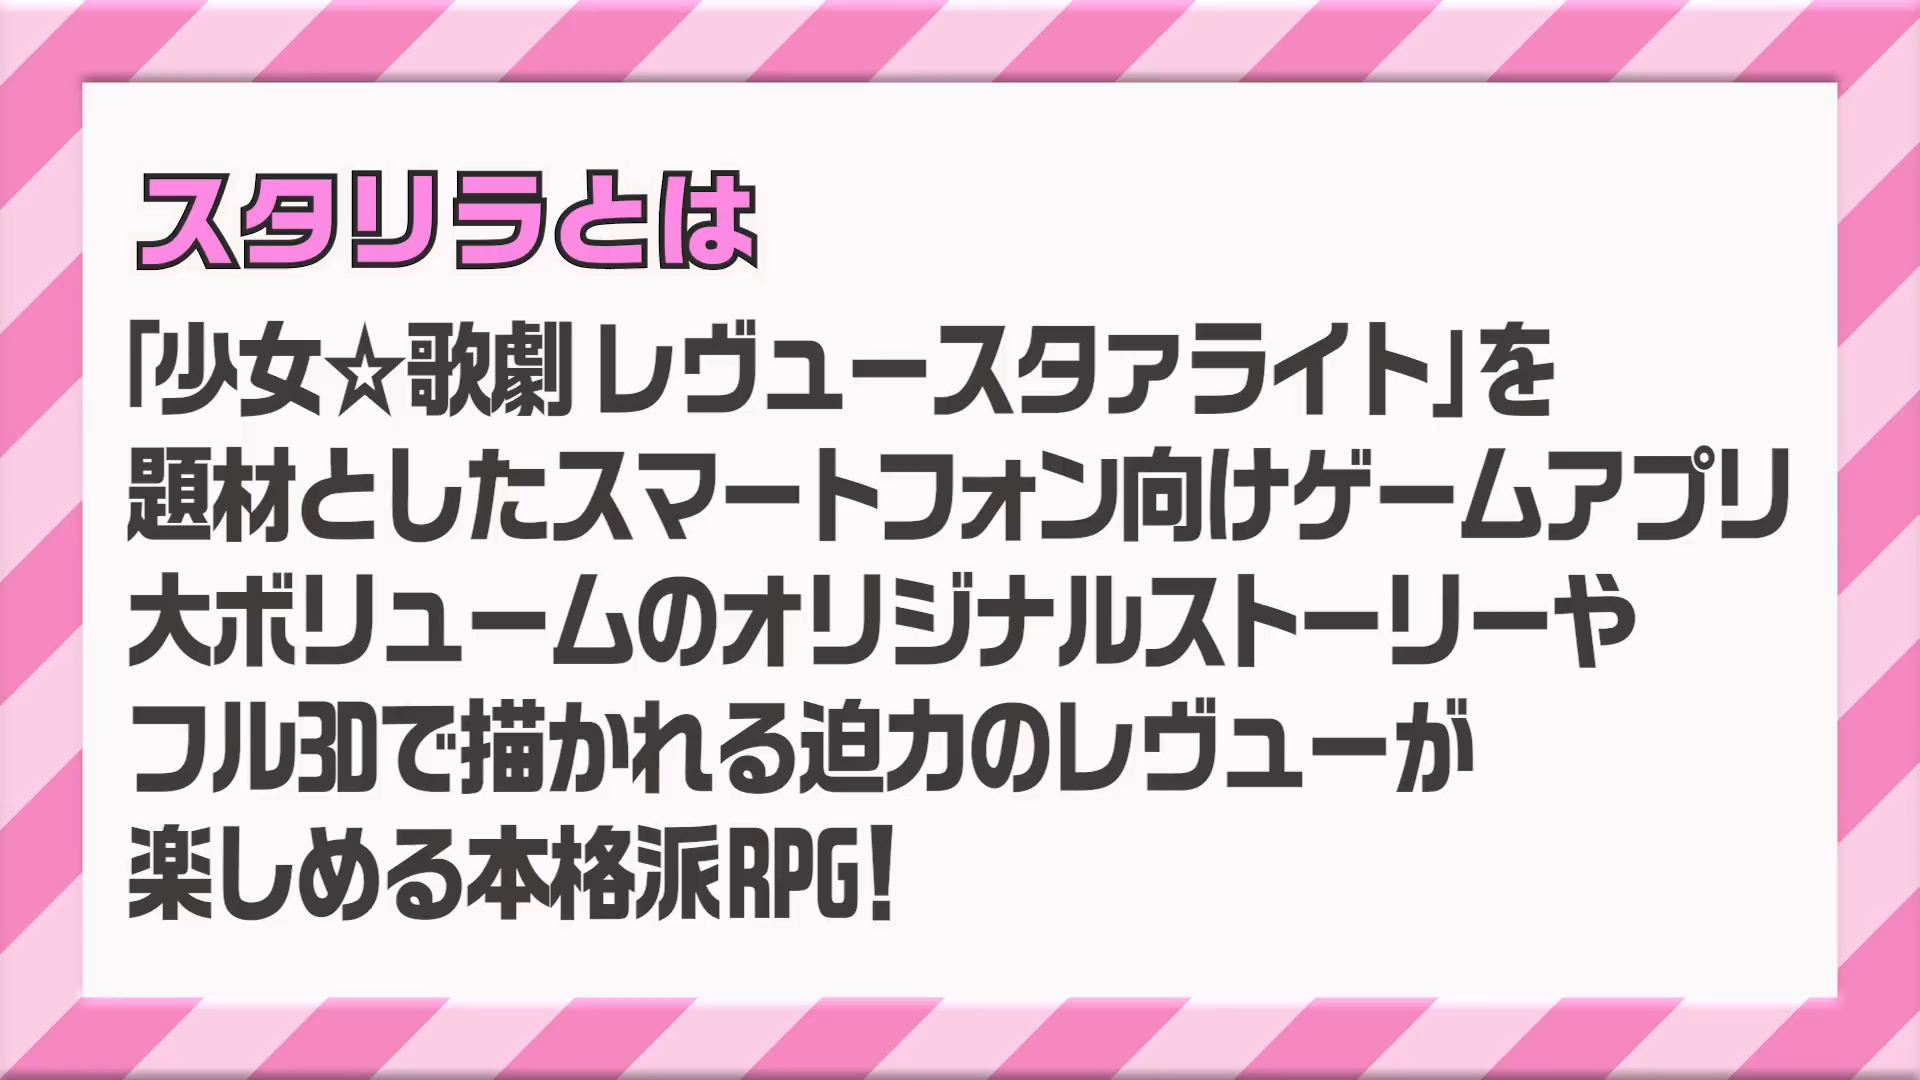 スタリラとは
「少女☆歌劇 レヴュースタァライト」を
題材としたスマートフォン向けゲームアプリ
大ボリュームのオリジナルストーリーや
フル3Dで描かれる迫力のレヴューが
楽しめる本格派RPG!